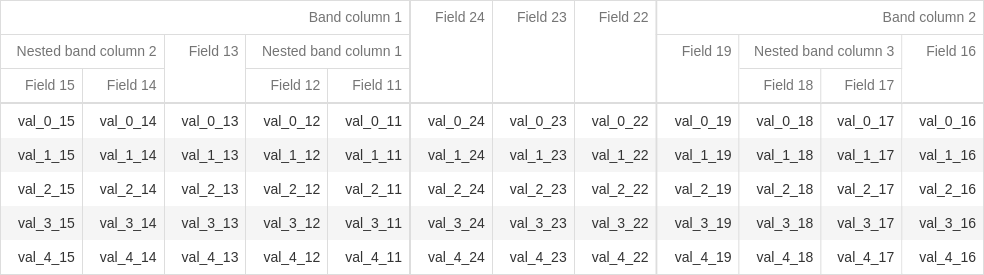 Band column 1 Field 24 Field 23 Field 22 Band column 2
Nested band column 2 Field 13 Nested band column 1 Field 19 Nested band column 3 Field 16
Field 15 Field 14 Field 12 Field 11 Field 18 Field 17
val_0_15 val_0_14 val_0_13 val_0_12 val_0_11 val_0_24 val_0_23 val_0_22 val_0_19 val_0_18 val_0_17 val_0_16
val_1_15 val_1_14 val_1_13 val_1_12 val_1_11 val_1_24 val_1_23 val_1_22 val_1_19 val_1_18 val_1_17 val_1_16
val_2_15 val_2_14 val_2_13 val_2_12 val_2_11 val_2_24 val_2_23 val_2_22 val_2_19 val_2_18 val_2_17 val_2_16
val_3_15 val_3_14 val_3_13 val_3_12 val_3_11 val_3_24 val_3_23 val_3_22 val_3_19 val_3_18 val_3_17 val_3_16
val_4_15 val_4_14 val_4_13 val_4_12 val_4_11 val_4_24 val_4_23 val_4_22 val_4_19 val_4_18 val_4_17 val_4_16